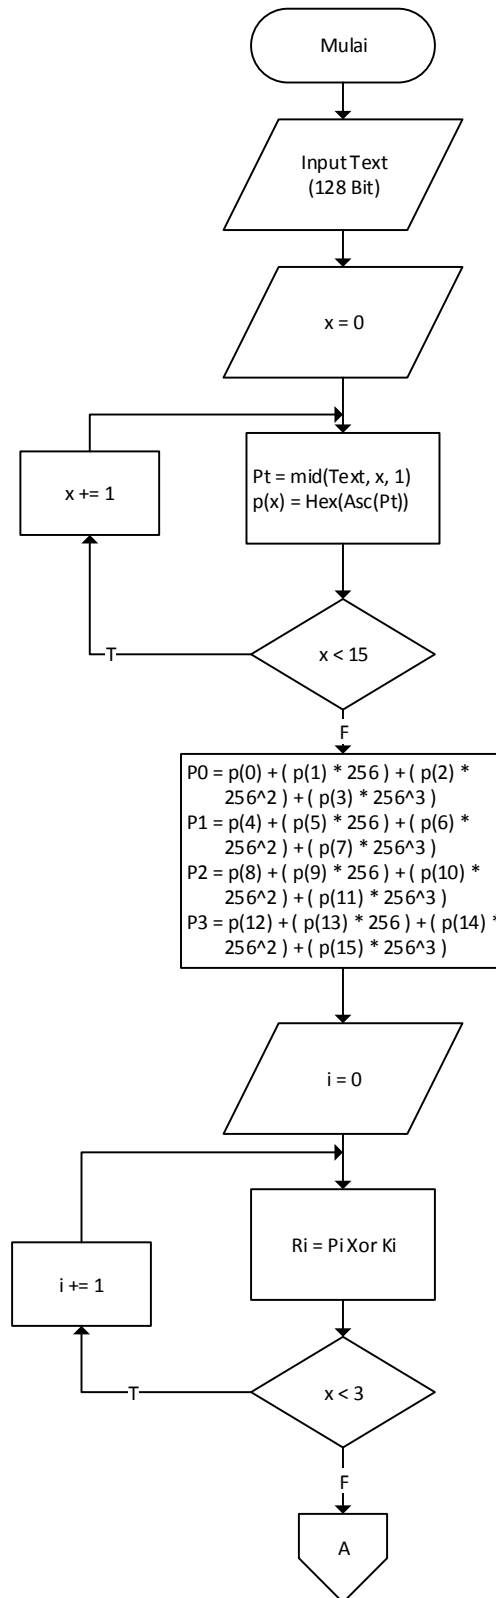 Mulai
Input Text
(128 Bit)
x = 0
x += 1
Pt = mid(Text, x, 1)
p(x) = Hex(Asc(Pt))
T
x < 15
F
P0 = p(0) + ( p(1) * 256 ) + ( p(2) *
256^2 ) + ( p(3) * 256^3 )
P1 = p(4) + ( p(5) * 256 ) + ( p(6) *
256^2 ) + ( p(7) * 256^3 )
P2 = p(8) + ( p(9) * 256 ) + ( p(10) *
256^2 ) + ( p(11) * 256^3 )
P3 = p(12) + ( p(13) * 256 ) + ( p(14) *
256^2 ) + ( p(15) * 256^3 )
i = 0
i += 1
Ri = Pi Xor Ki
T
x < 3
F
A